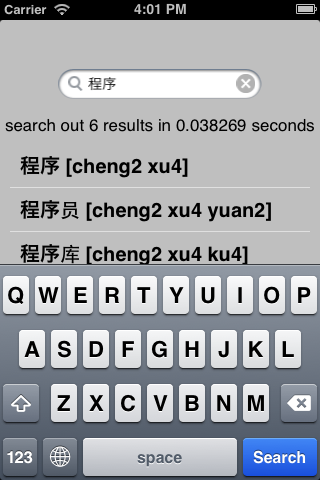 Carrier 4:01 PM
程序
search out 6 results in 0.038269 seconds
程序 [cheng2 xu4]
程序员 [cheng2 xu4 yuan2]
程序库 [cheng2 xu4 ku4]
Q W E R T Y U I O P
A S D F G H J K L
Z X C V B N M
123 space Search